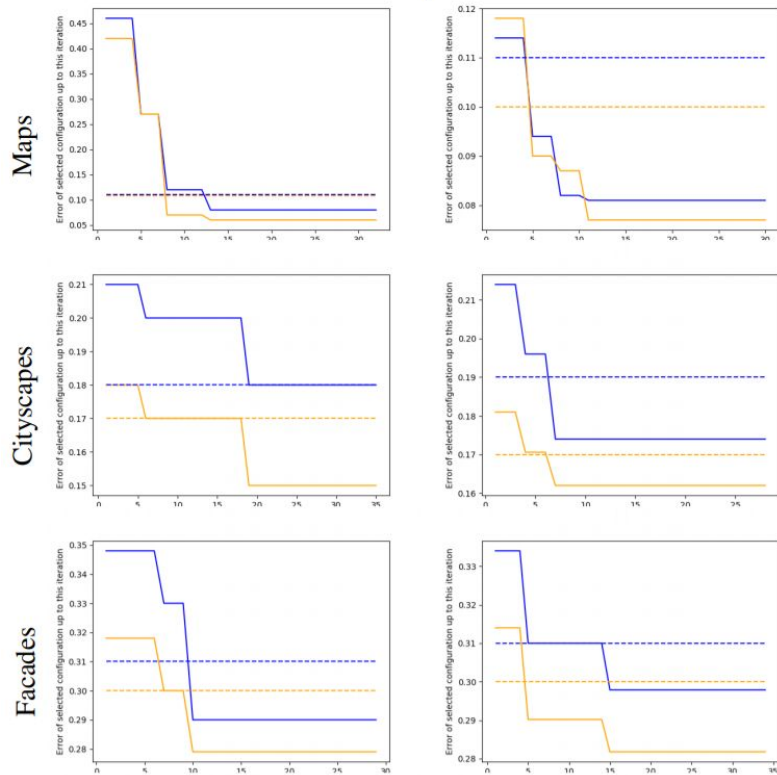 Maps
Error of selected configuration up to this iteration
0.45
0.40
0.35
0.30
0.25
0.20
0.15
0.10
0.05
0 5 10 15 20 25 30
Error of selected configuration up to this iteration
0.12
0.11
0.10
0.09
0.08
0 5 10 15 20 25 30
Cityscapes
Error of selected configuration up to this iteration
0.21
0.20
0.19
0.18
0.17
0.16
0.15
0 5 10 15 20 25 30 35
Error of selected configuration up to this iteration
0.21
0.20
0.19
0.18
0.17
0.16
0 5 10 15 20 25
Facades
Error of selected configuration up to this iteration
0.35
0.34
0.33
0.32
0.31
0.30
0.29
0.28
0 5 10 15 20 25 30
Error of selected configuration up to this iteration
0.33
0.32
0.31
0.30
0.29
0.28
0 5 10 15 20 25 30 35